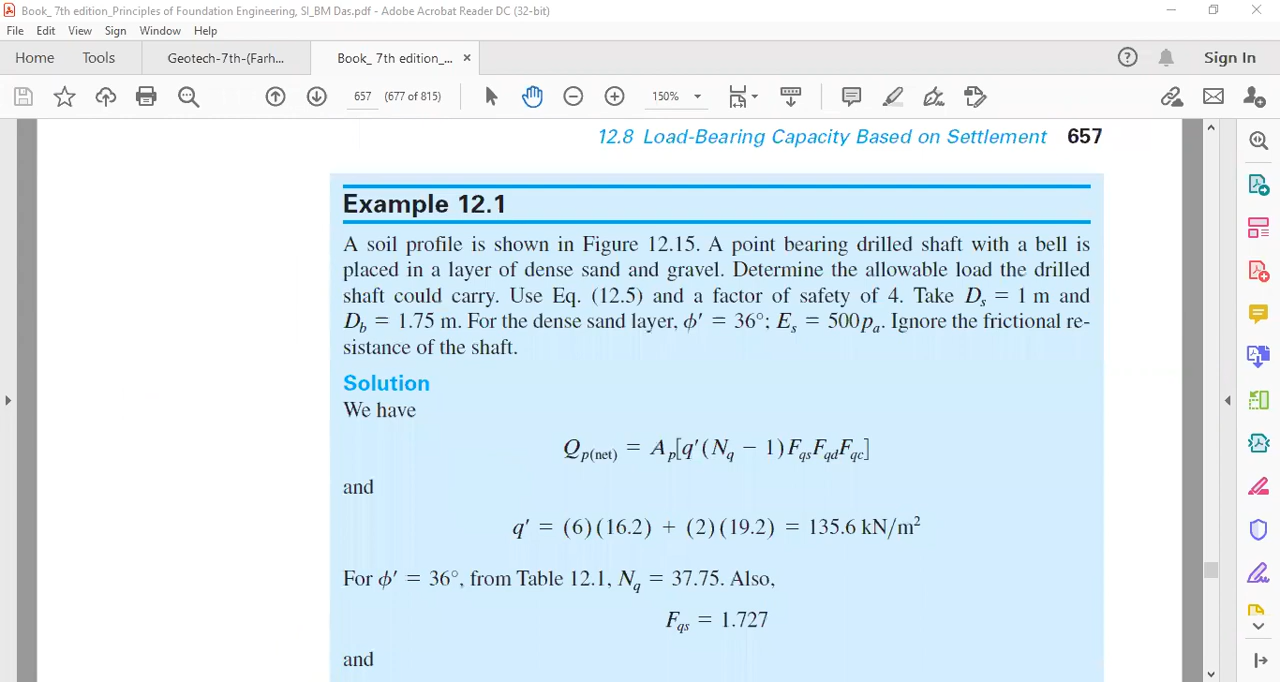 Book_ 7th edition_Principles of Foundation Engineering, SI_BM Das.pdf - Adobe Acrobat Reader DC (32-bit)
File Edit View Sign Window Help
Home Tools Geotech-7th-(Farh... Book_ 7th edition_... × Sign In
657 (677 of 815) 150%
12.8 Load-Bearing Capacity Based on Settlement 657
Example 12.1
A soil profile is shown in Figure 12.15. A point bearing drilled shaft with a bell is
placed in a layer of dense sand and gravel. Determine the allowable load the drilled
shaft could carry. Use Eq. (12.5) and a factor of safety of 4. Take Dₛ = 1 m and
D_b = 1.75 m. For the dense sand layer, ϕ′ = 36°; Eₛ = 500pₐ. Ignore the frictional re-
sistance of the shaft.
Solution
We have
Q_p(net) = A_p[q′(N_q − 1)F_qsF_qdF_qc]
and
q′ = (6)(16.2) + (2)(19.2) = 135.6 kN/m²
For ϕ′ = 36°, from Table 12.1, N_q = 37.75. Also,
F_qs = 1.727
and